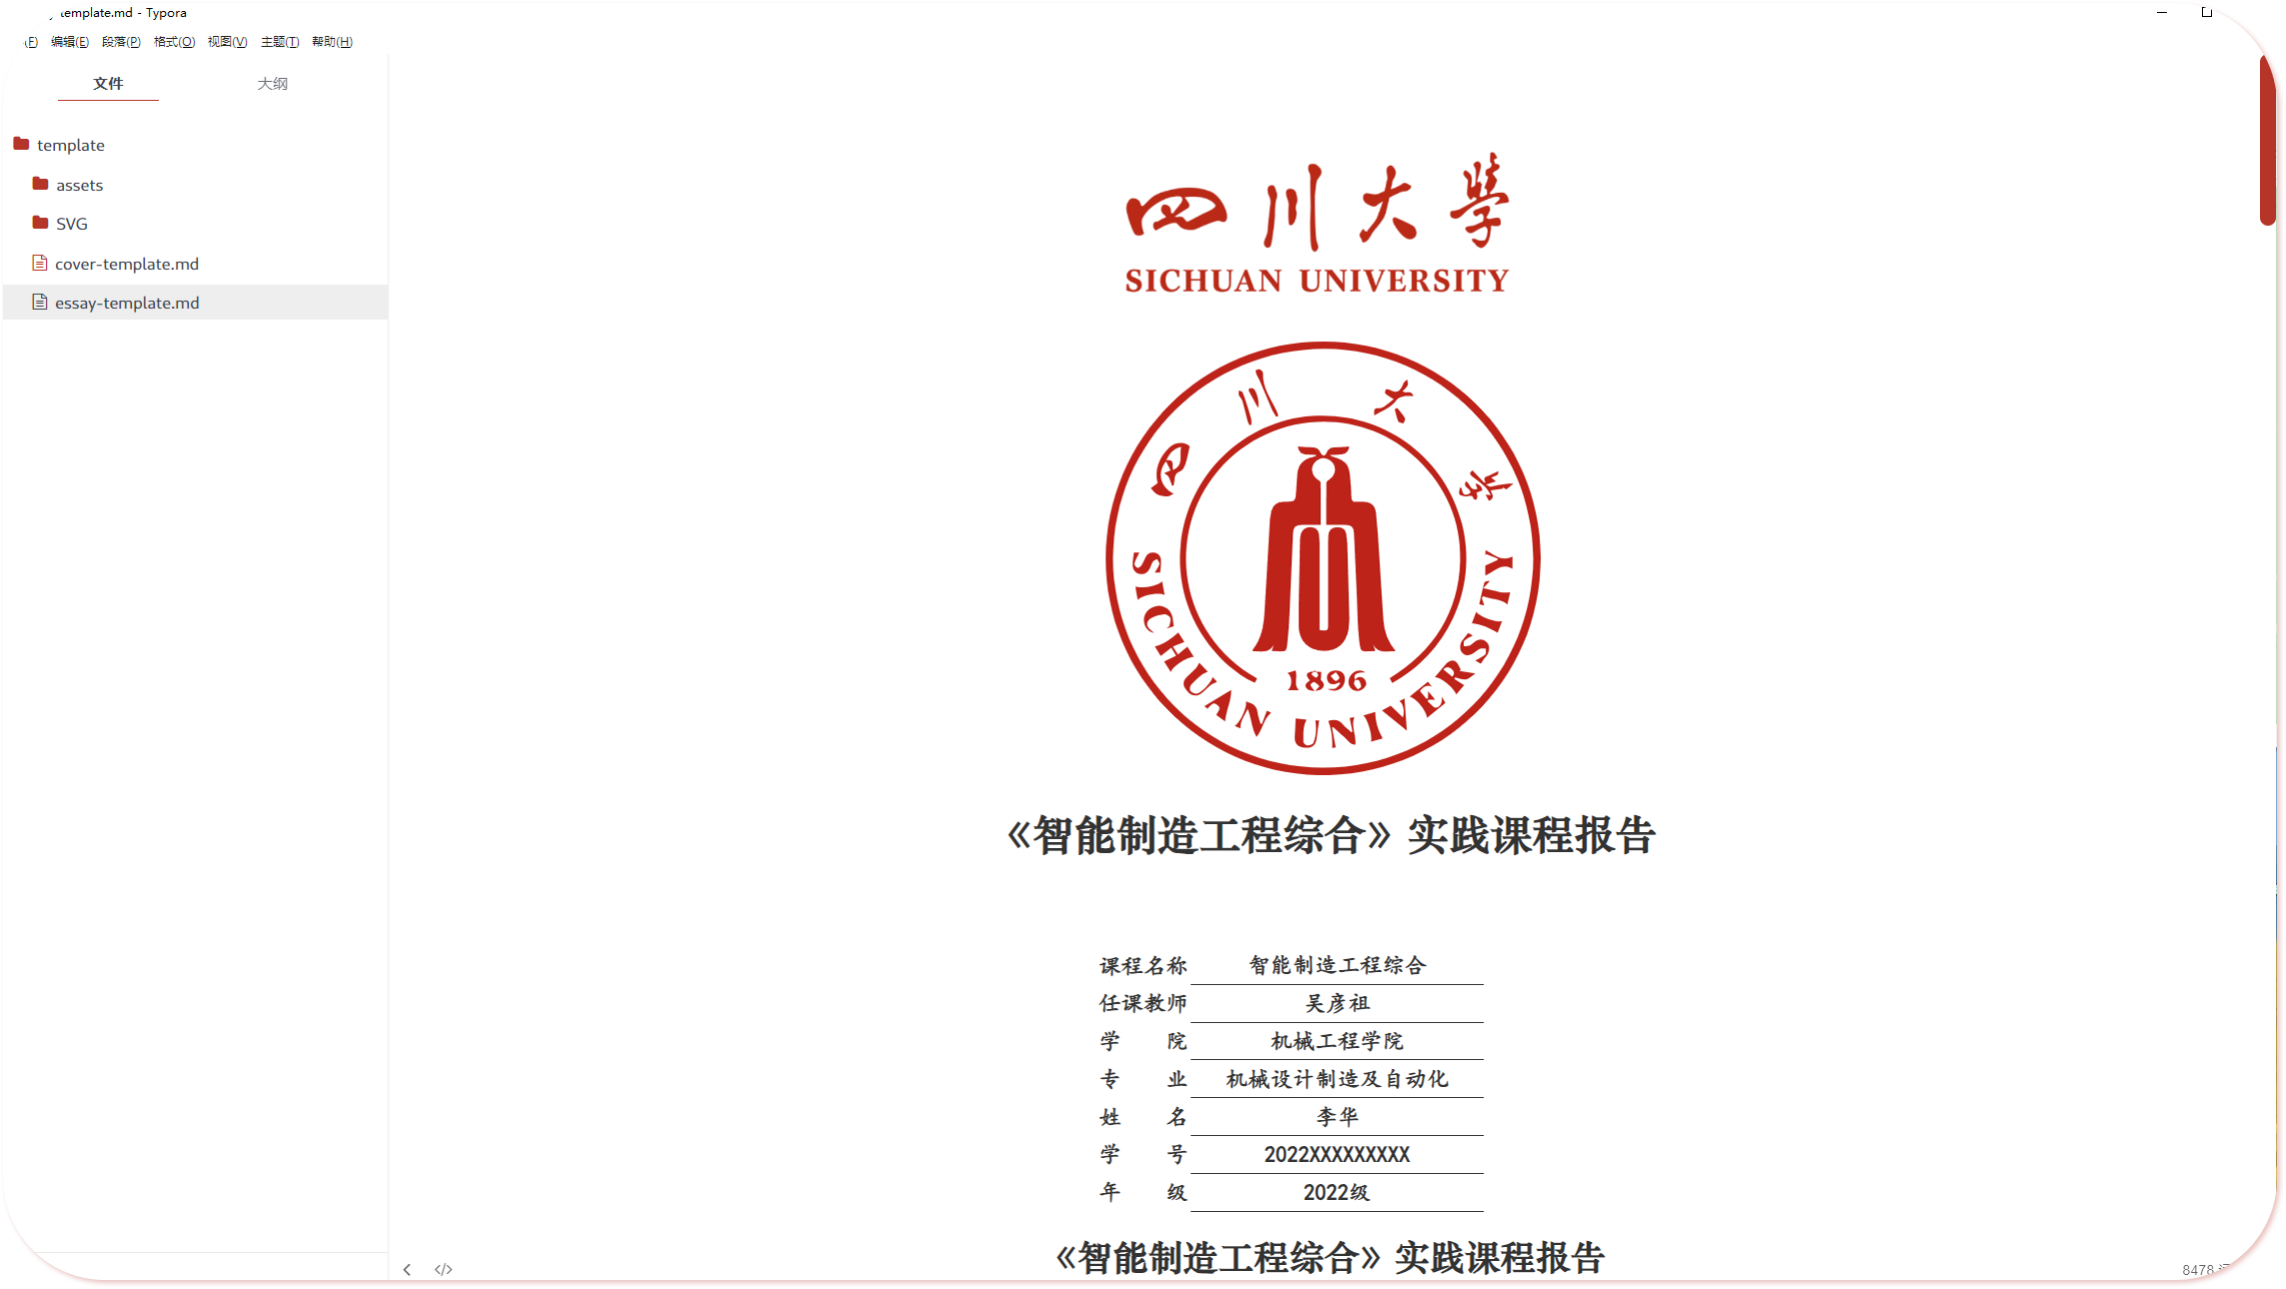 template.md - Typora
(F) 编辑(E) 段落(P) 格式(O) 视图(V) 主题(T) 帮助(H)
文件 大纲
template
assets
SVG
cover-template.md
essay-template.md
四川大學
SICHUAN UNIVERSITY
四川大学
SICHUAN UNIVERSITY
1896
《智能制造工程综合》实践课程报告
课程名称 智能制造工程综合
任课教师 吴彦祖
学 院 机械工程学院
专 业 机械设计制造及自动化
姓 名 李华
学 号 2022XXXXXXXXX
年 级 2022级
《智能制造工程综合》实践课程报告
8478